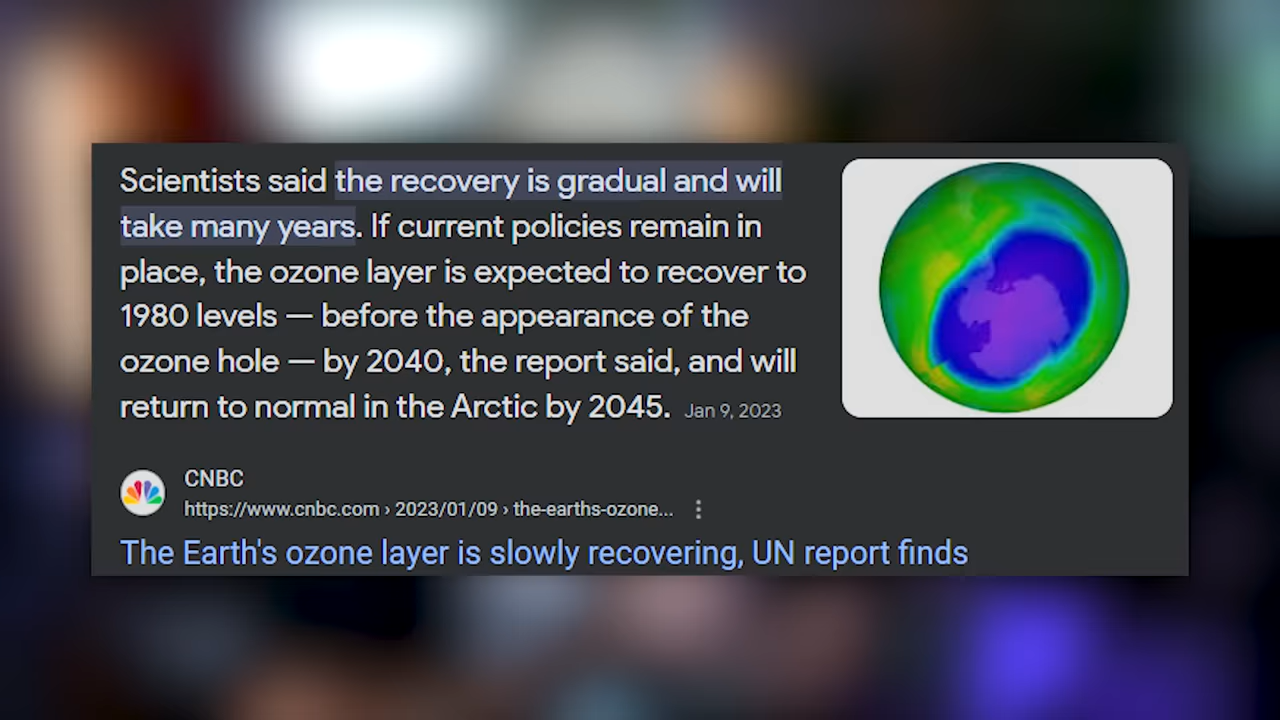 Scientists said the recovery is gradual and will
take many years. If current policies remain in
place, the ozone layer is expected to recover to
1980 levels — before the appearance of the
ozone hole — by 2040, the report said, and will
return to normal in the Arctic by 2045. Jan 9, 2023
CNBC
https://www.cnbc.com › 2023/01/09 › the-earths-ozone...
The Earth's ozone layer is slowly recovering, UN report finds